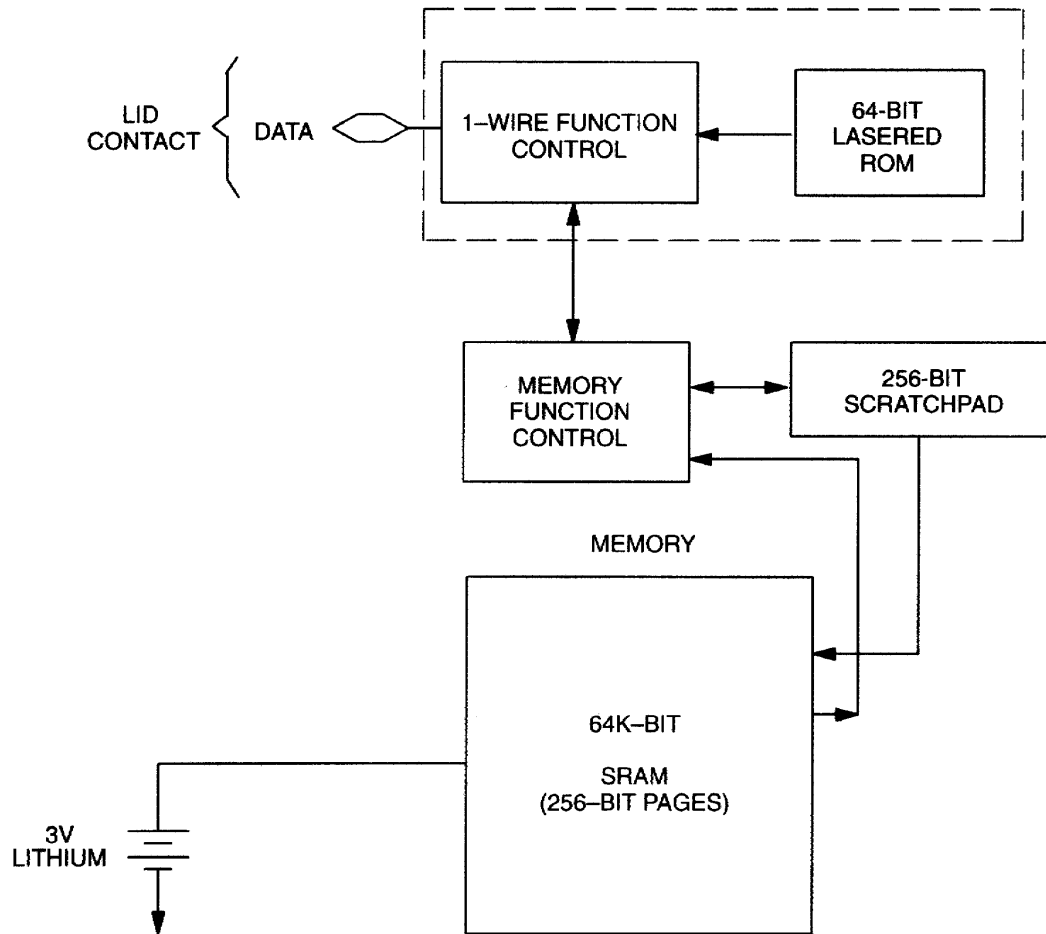 LID
CONTACT
DATA
1–WIRE FUNCTION
CONTROL
64-BIT
LASERED
ROM
MEMORY
FUNCTION
CONTROL
256-BIT
SCRATCHPAD
MEMORY
64K–BIT
SRAM
(256–BIT PAGES)
3V
LITHIUM